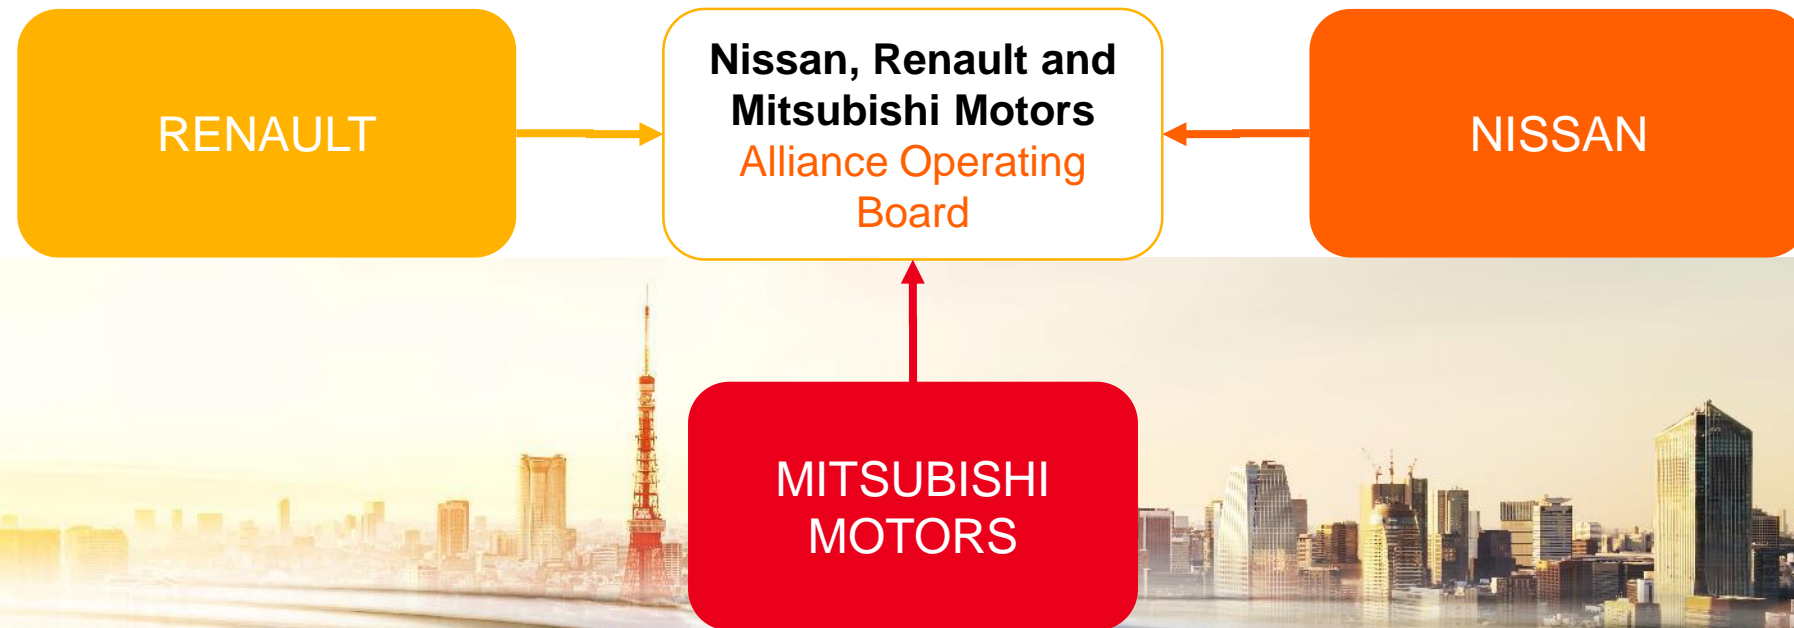 RENAULT
Nissan, Renault and
Mitsubishi Motors
Alliance Operating
Board
NISSAN
MITSUBISHI
MOTORS